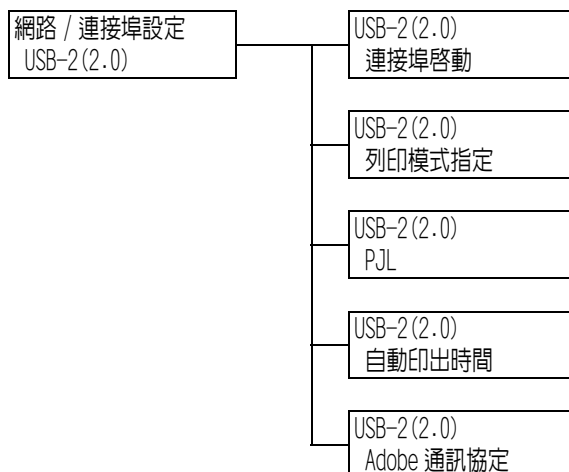 網路 / 連接埠設定
USB-2(2.0)
USB-2(2.0)
連接埠啓動
USB-2(2.0)
列印模式指定
USB-2(2.0)
PJL
USB-2(2.0)
自動印出時間
USB-2(2.0)
Adobe 通訊協定